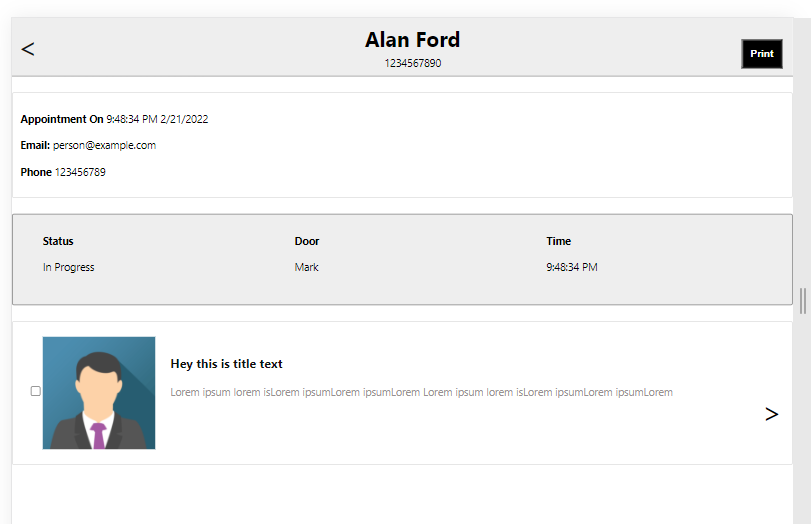 <
Alan Ford
1234567890
Print
Appointment On 9:48:34 PM 2/21/2022
Email: person@example.com
Phone 123456789
Status Door Time
In Progress Mark 9:48:34 PM
Hey this is title text
Lorem ipsum lorem isLorem ipsumLorem ipsumLorem Lorem ipsum lorem isLorem ipsumLorem ipsumLorem
>